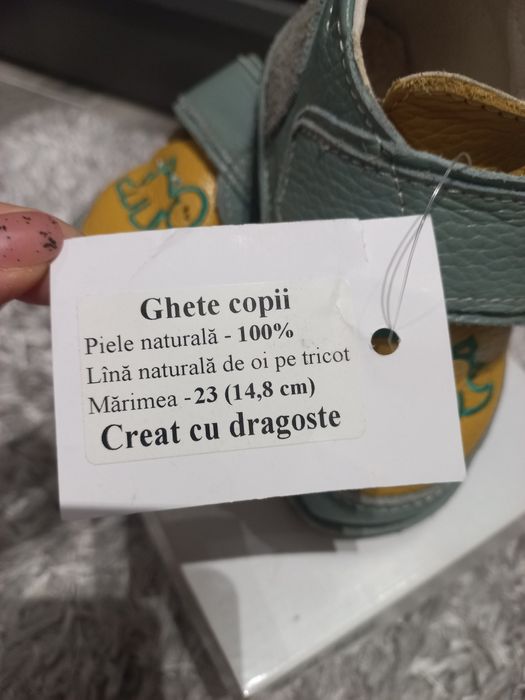 Ghete copii
Piele naturală - 100%
Lînă naturală de oi pe tricot
Mărimea -23 (14,8 cm)
Creat cu dragoste